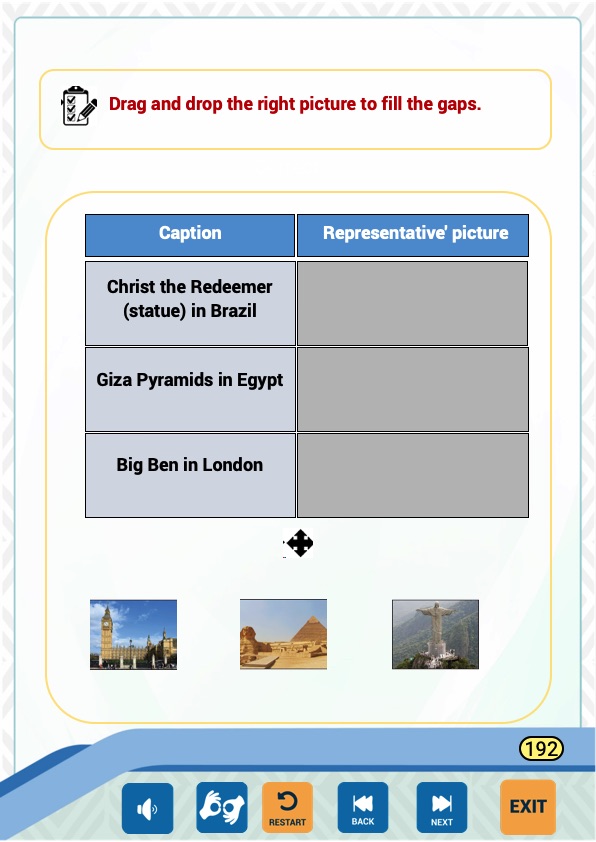 Drag and drop the right picture to fill the gaps.
Caption
Representative' picture
Christ the Redeemer
(statue) in Brazil
Giza Pyramids in Egypt
Big Ben in London
192
RESTART
BACK
NEXT
EXIT